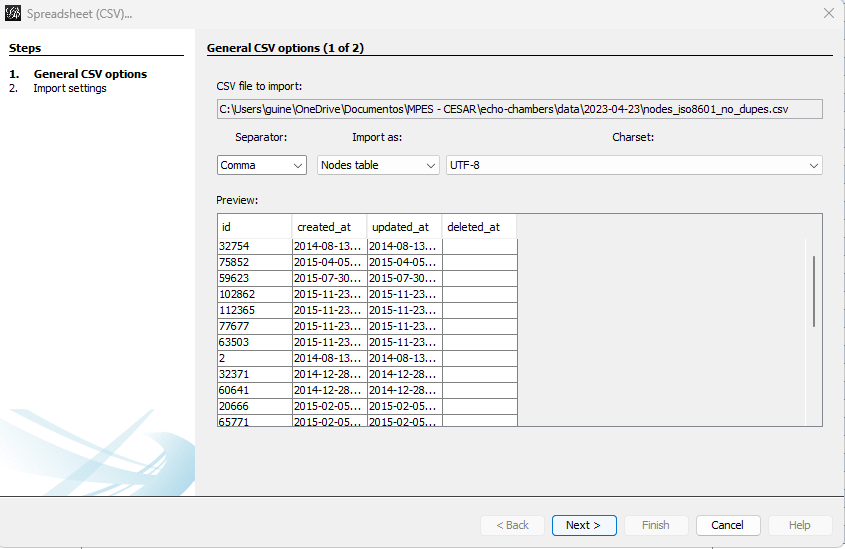 Spreadsheet (CSV)...
Steps
1. General CSV options
2. Import settings
General CSV options (1 of 2)
CSV file to import:
C:\Users\guine\OneDrive\Documentos\MPES - CESAR\echo-chambers\data\2023-04-23\nodes_iso8601_no_dupes.csv
Separator: Import as: Charset:
Comma Nodes table UTF-8
Preview:
id created_at updated_at deleted_at
32754 2014-08-13... 2014-08-13...
75852 2015-04-05... 2015-04-05...
59623 2015-07-30... 2015-07-30...
102862 2015-11-23... 2015-11-23...
112365 2015-11-23... 2015-11-23...
77677 2015-11-23... 2015-11-23...
63503 2015-11-23... 2015-11-23...
2 2014-08-13... 2014-08-13...
32371 2014-12-28... 2014-12-28...
60641 2014-12-28... 2014-12-28...
20666 2015-02-05... 2015-02-05...
65771 2015-02-05... 2015-02-05...
< Back Next > Finish Cancel Help